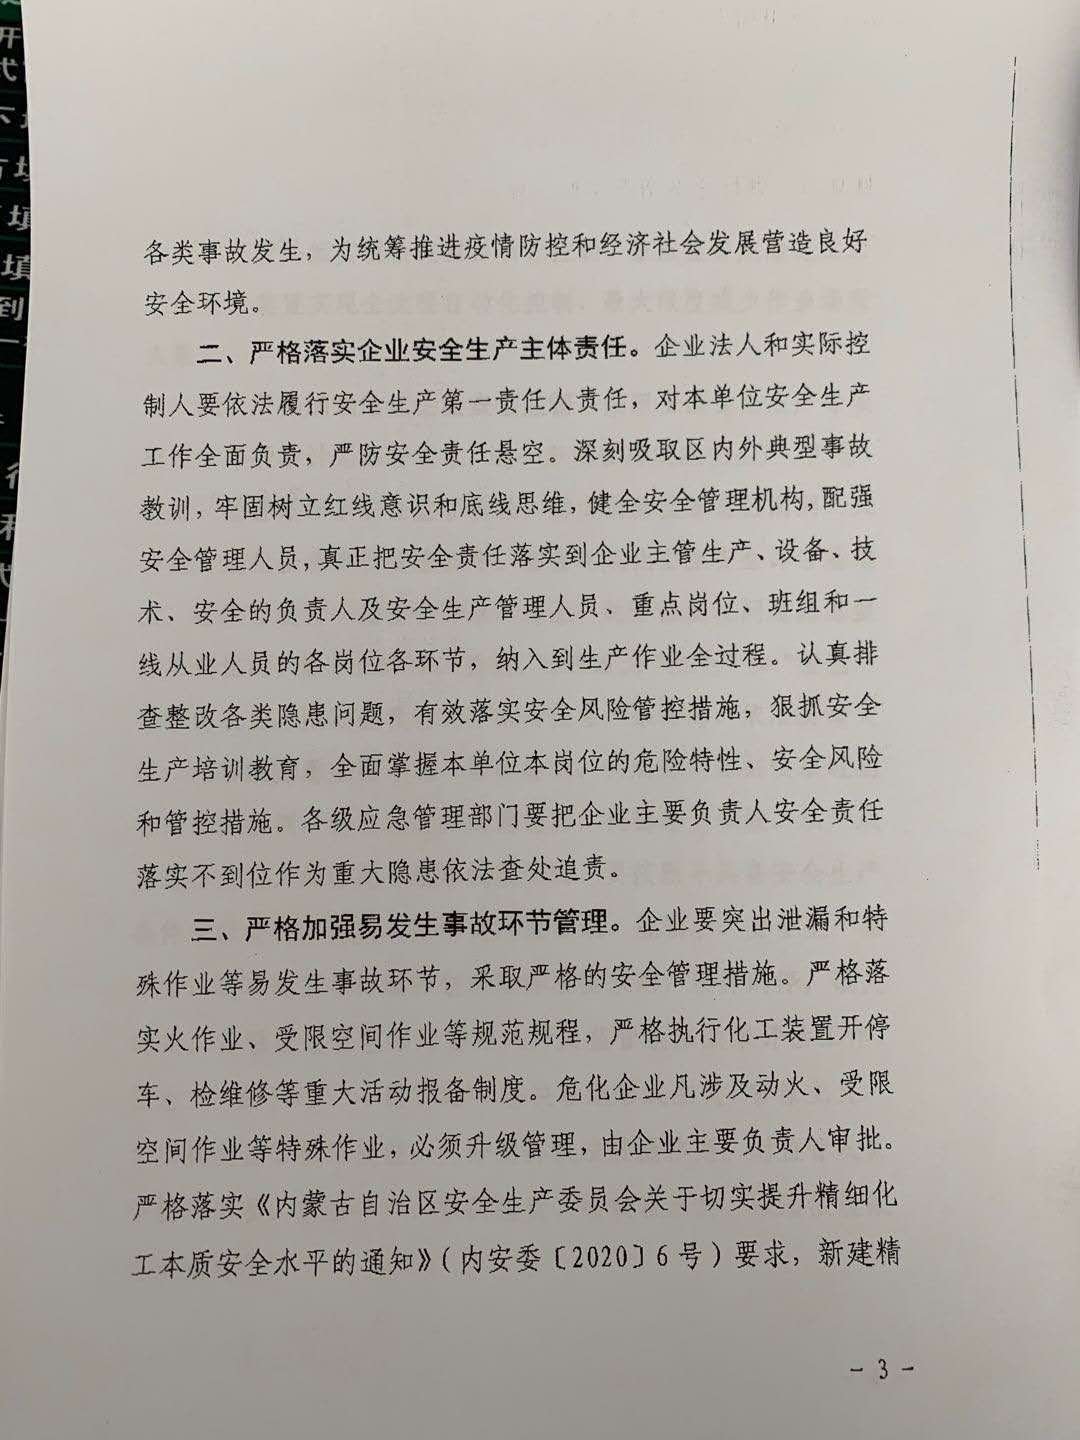 各类事故发生，为统筹推进疫情防控和经济社会发展营造良好
安全环境。
二、严格落实企业安全生产主体责任。企业法人和实际控
制人要依法履行安全生产第一责任人责任，对本单位安全生产
工作全面负责，严防安全责任悬空。深刻吸取区内外典型事故
教训，牢固树立红线意识和底线思维，健全安全管理机构，配强
安全管理人员，真正把安全责任落实到企业主管生产、设备、技
术、安全的负责人及安全生产管理人员、重点岗位、班组和一
线从业人员的各岗位各环节，纳入到生产作业全过程。认真排
查整改各类隐患问题，有效落实安全风险管控措施，狠抓安全
生产培训教育，全面掌握本单位本岗位的危险特性、安全风险
和管控措施。各级应急管理部门要把企业主要负责人安全责任
落实不到位作为重大隐患依法查处追责。
三、严格加强易发生事故环节管理。企业要突出泄漏和特
殊作业等易发生事故环节，采取严格的安全管理措施。严格落
实火作业、受限空间作业等规范规程，严格执行化工装置开停
车、检维修等重大活动报备制度。危化企业凡涉及动火、受限
空间作业等特殊作业，必须升级管理，由企业主要负责人审批。
严格落实《内蒙古自治区安全生产委员会关于切实提升精细化
工本质安全水平的通知》（内安委〔2020〕6号）要求，新建精
- 3 -